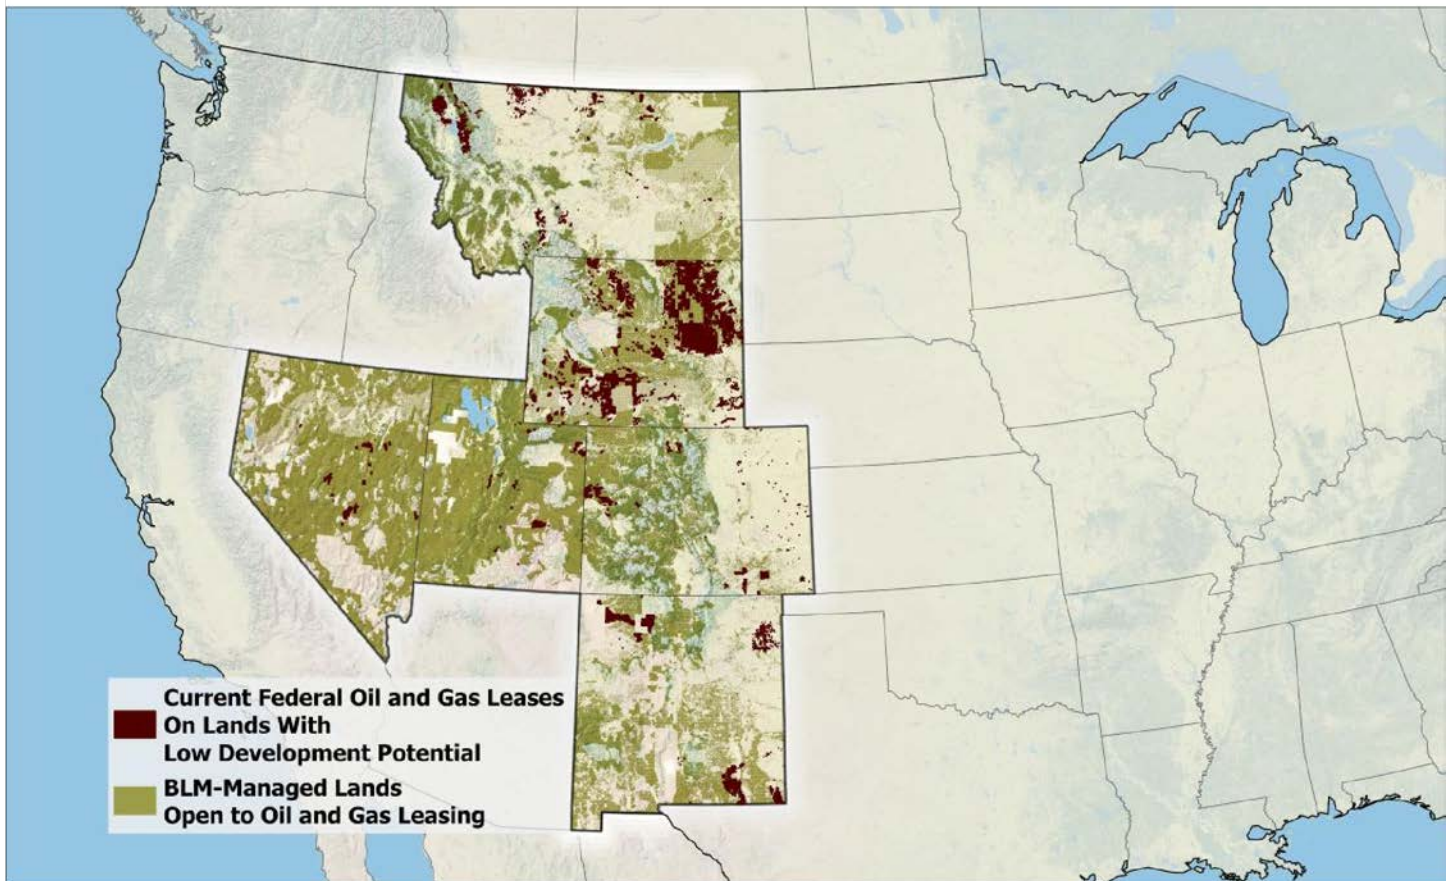 Current Federal Oil and Gas Leases
On Lands With
Low Development Potential
BLM-Managed Lands
Open to Oil and Gas Leasing